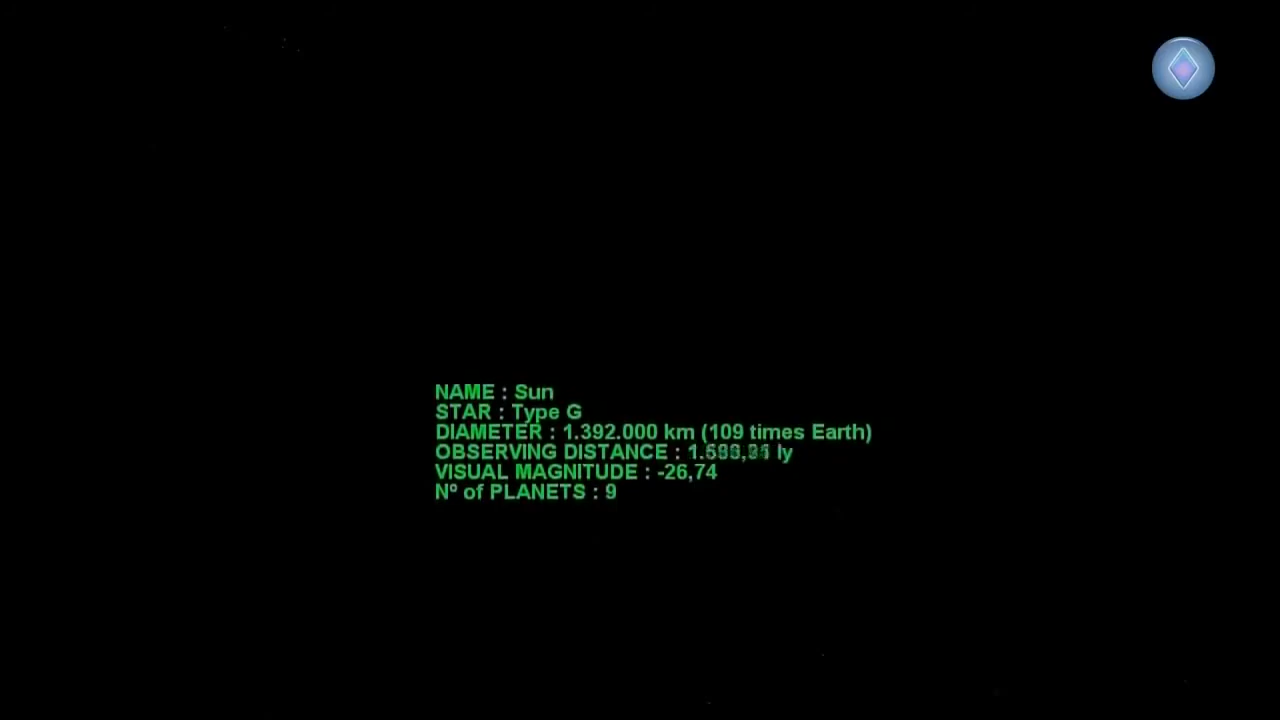 NAME : Sun
STAR : Type G
DIAMETER : 1.392.000 km (109 times Earth)
OBSERVING DISTANCE : ly
VISUAL MAGNITUDE : -26,74
Nº of PLANETS : 9